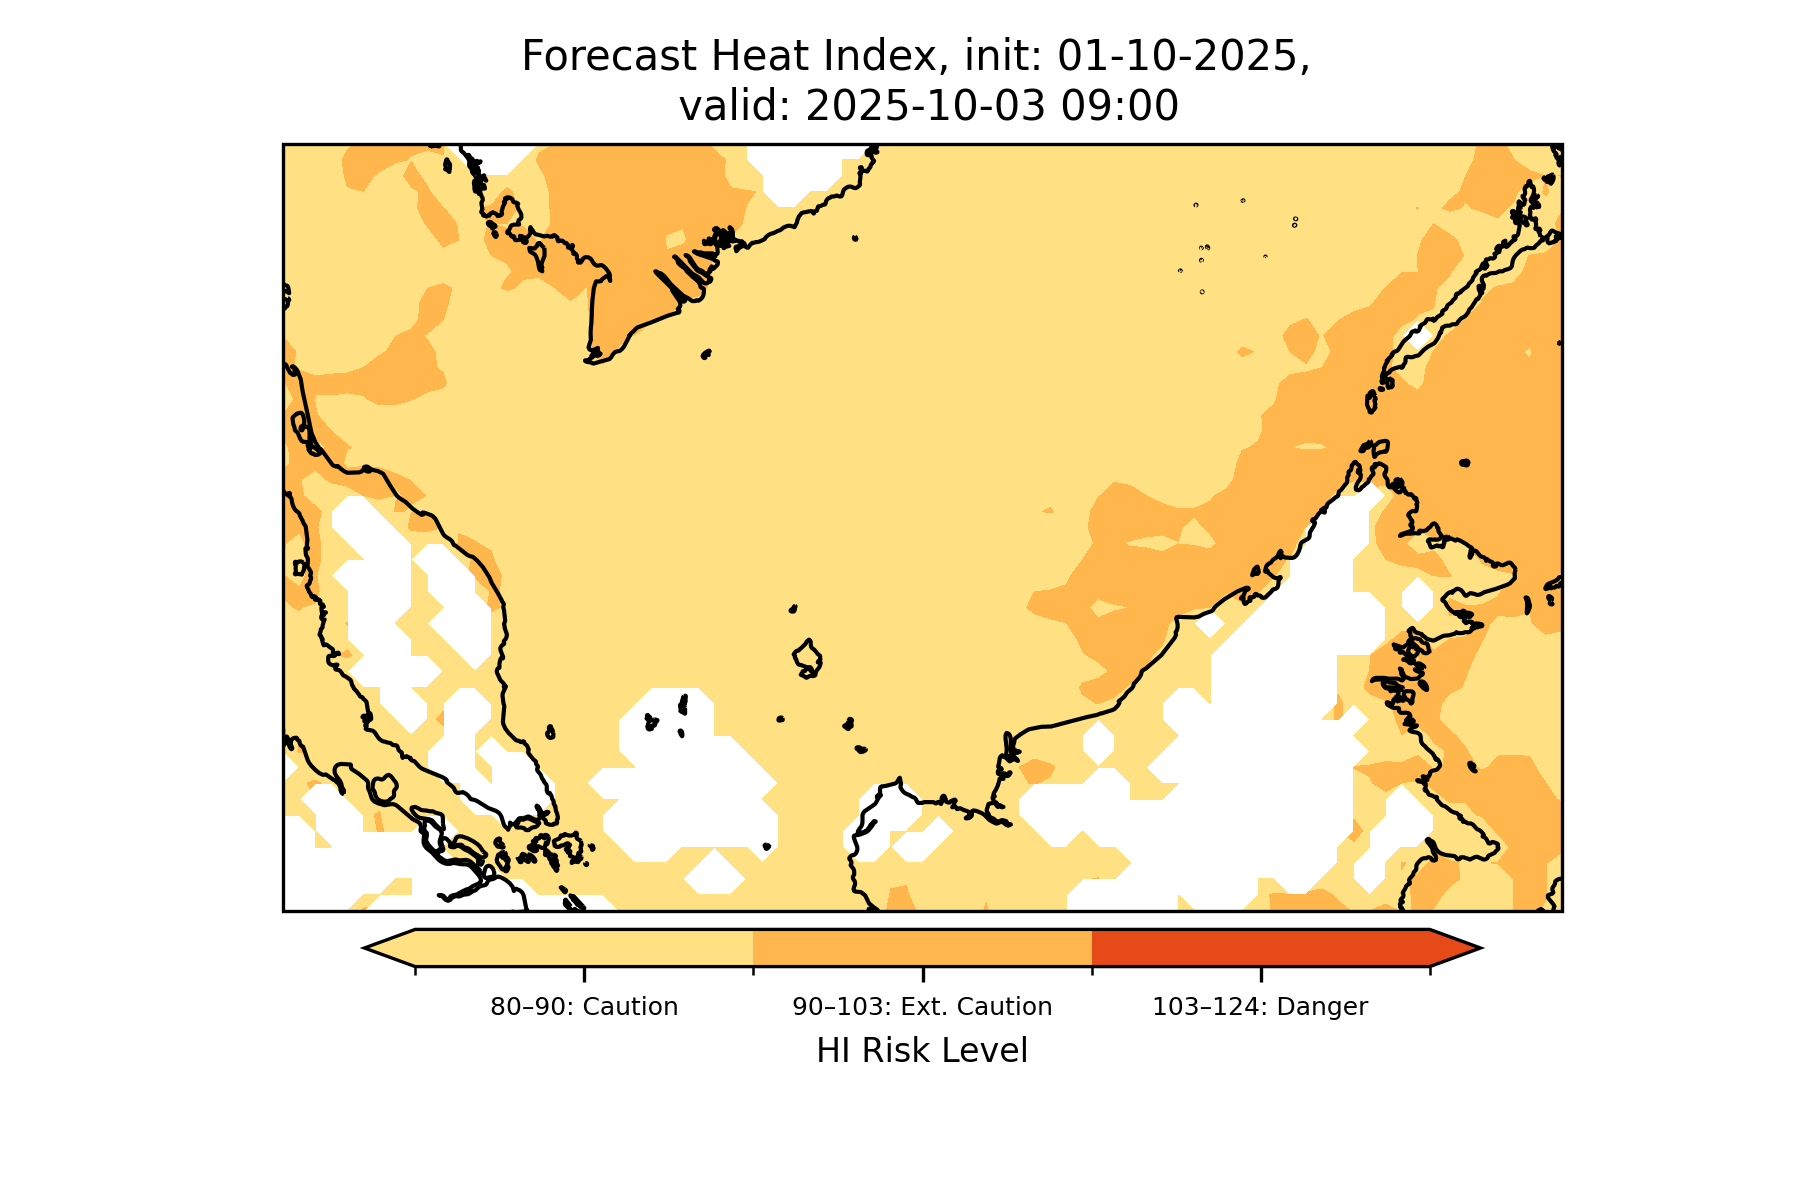 Forecast Heat Index, init: 01-10-2025,
valid: 2025-10-03 09:00
80–90: Caution
90–103: Ext. Caution
103–124: Danger
HI Risk Level